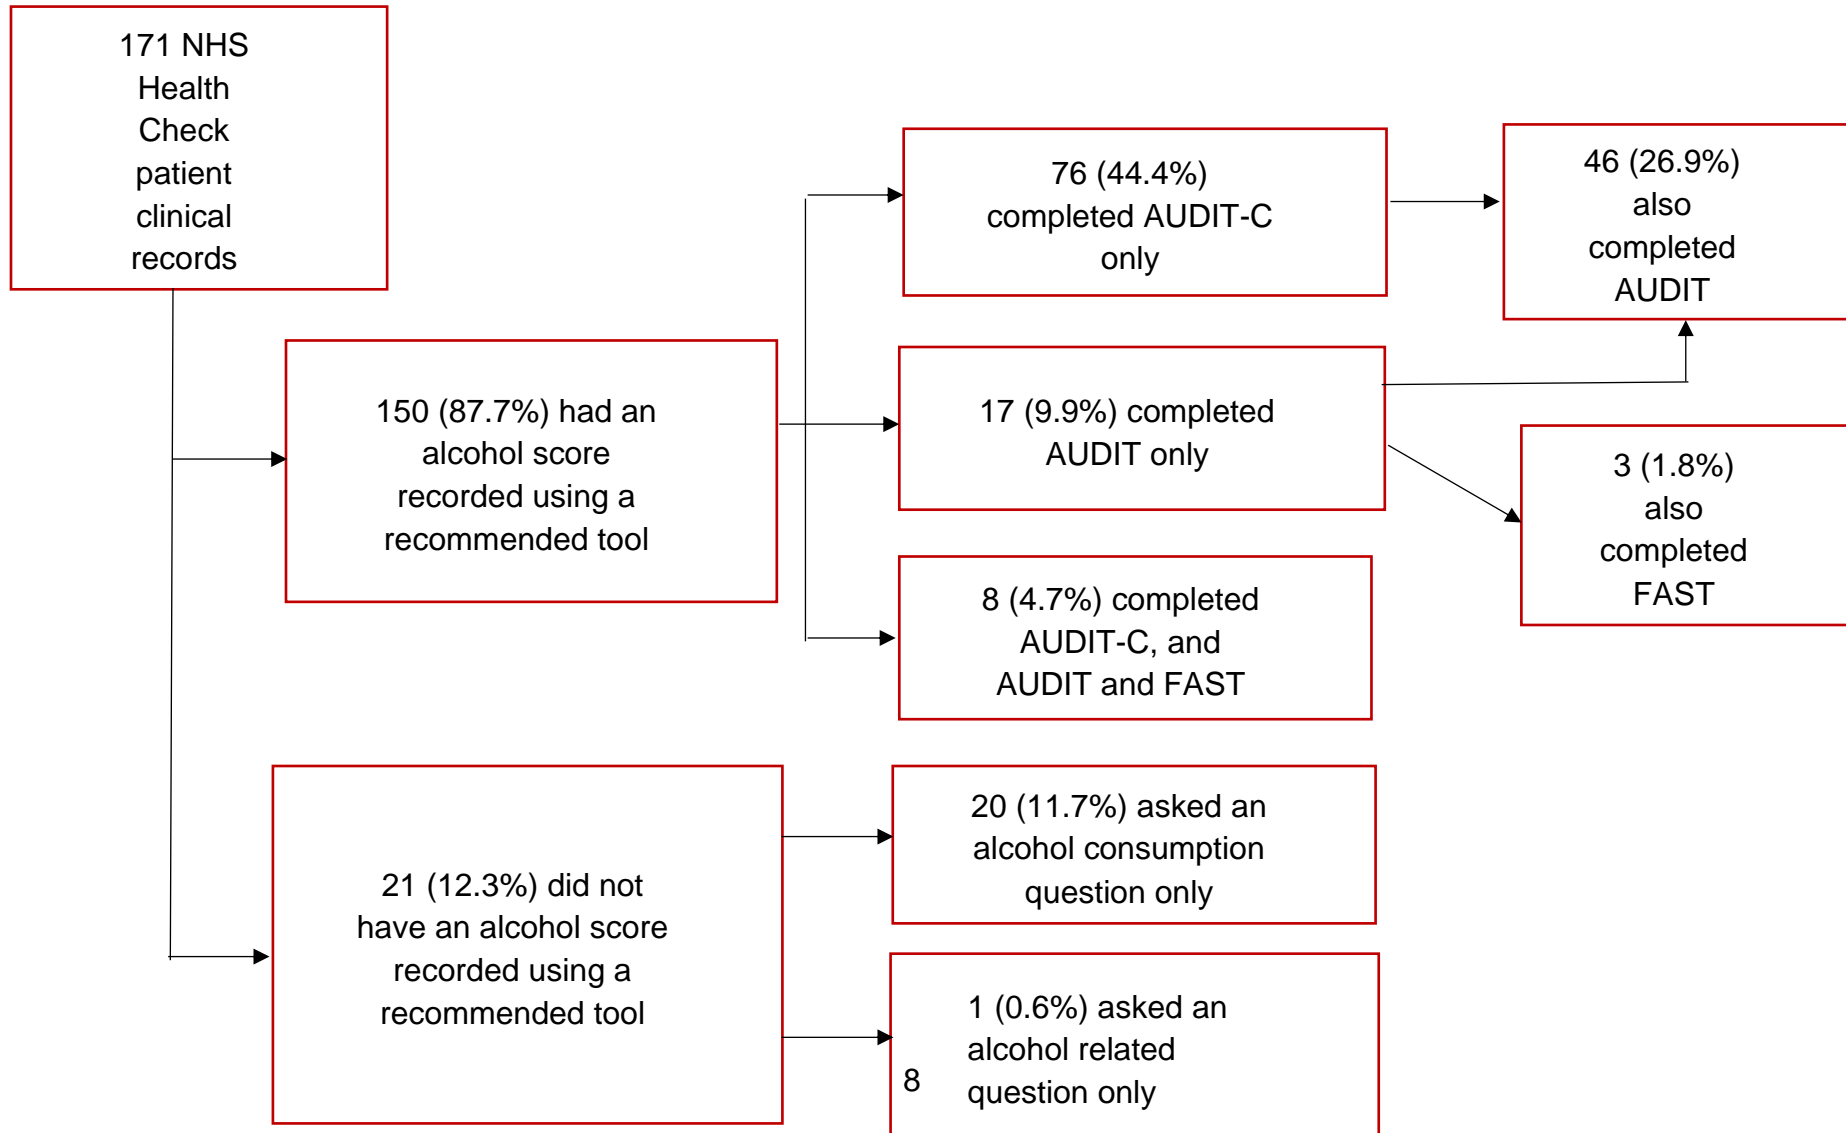 171 NHS
Health
Check
patient
clinical
records
150 (87.7%) had an
alcohol score
recorded using a
recommended tool
76 (44.4%)
completed AUDIT-C
only
46 (26.9%)
also
completed
AUDIT
17 (9.9%) completed
AUDIT only
3 (1.8%)
also
completed
FAST
8 (4.7%) completed
AUDIT-C, and
AUDIT and FAST
21 (12.3%) did not
have an alcohol score
recorded using a
recommended tool
20 (11.7%) asked an
alcohol consumption
question only
1 (0.6%) asked an
alcohol related
question only
8